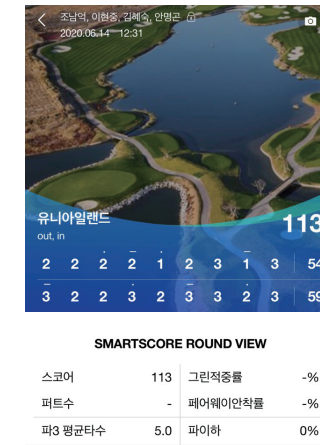 조남억, 이현중, 김혜숙, 안명곤
2020.06.14 12:31
유니아일랜드 113
out, in
2 2 2 2 1 2 3 1 3 54
3 2 2 3 2 3 3 2 3 59
SMARTSCORE ROUND VIEW
스코어 113 그린적중률 -%
퍼트수 - 페어웨이안착률 -%
파3 평균타수 5.0 파이하 0%